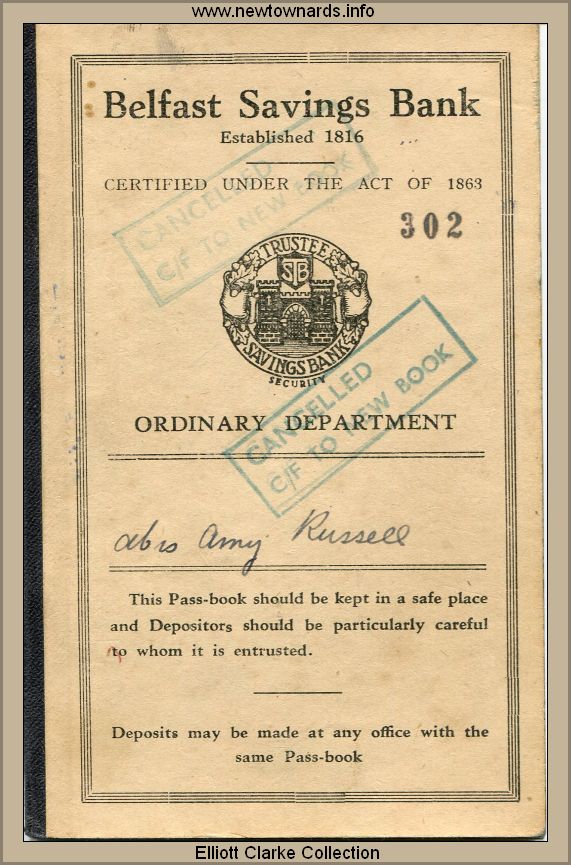 www.newtownards.info
Belfast Savings Bank
Established 1816
CERTIFIED UNDER THE ACT OF 1863
302
CANCELLED
C/F TO NEW BOOK
TRUSTEE
STB
SAVINGS BANK
SECURITY
CANCELLED
C/F TO NEW BOOK
ORDINARY DEPARTMENT
Amy Russell
This Pass-book should be kept in a safe place
and Depositors should be particularly careful
to whom it is entrusted.
Deposits may be made at any office with the
same Pass-book
Elliott Clarke Collection